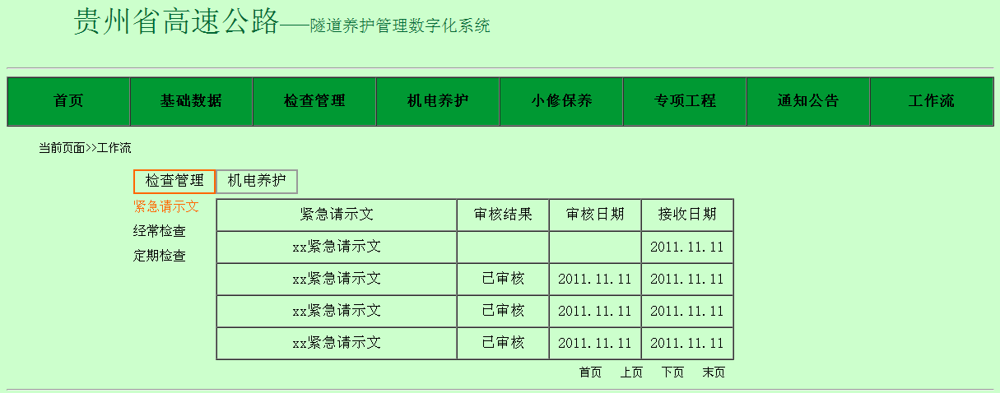 贵州省高速公路——隧道养护管理数字化系统
首页 基础数据 检查管理 机电养护 小修保养 专项工程 通知公告 工作流
当前页面>>工作流
检查管理 机电养护
紧急请示文
经常检查
定期检查
紧急请示文 审核结果 审核日期 接收日期
xx紧急请示文 2011.11.11
xx紧急请示文 已审核 2011.11.11 2011.11.11
xx紧急请示文 已审核 2011.11.11 2011.11.11
xx紧急请示文 已审核 2011.11.11 2011.11.11
首页 上页 下页 末页